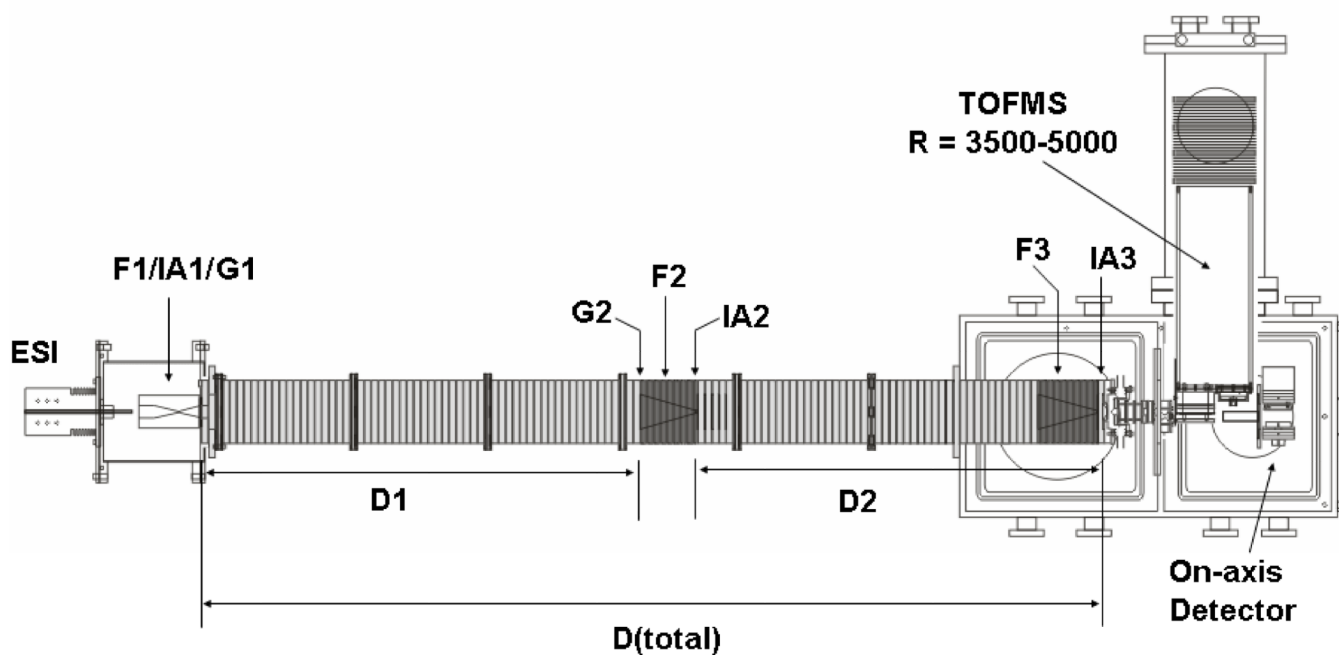 TOFMS
R = 3500-5000
F1/IA1/G1
F2
F3
IA3
G2
IA2
ESI
D1
D2
On-axis
Detector
D(total)